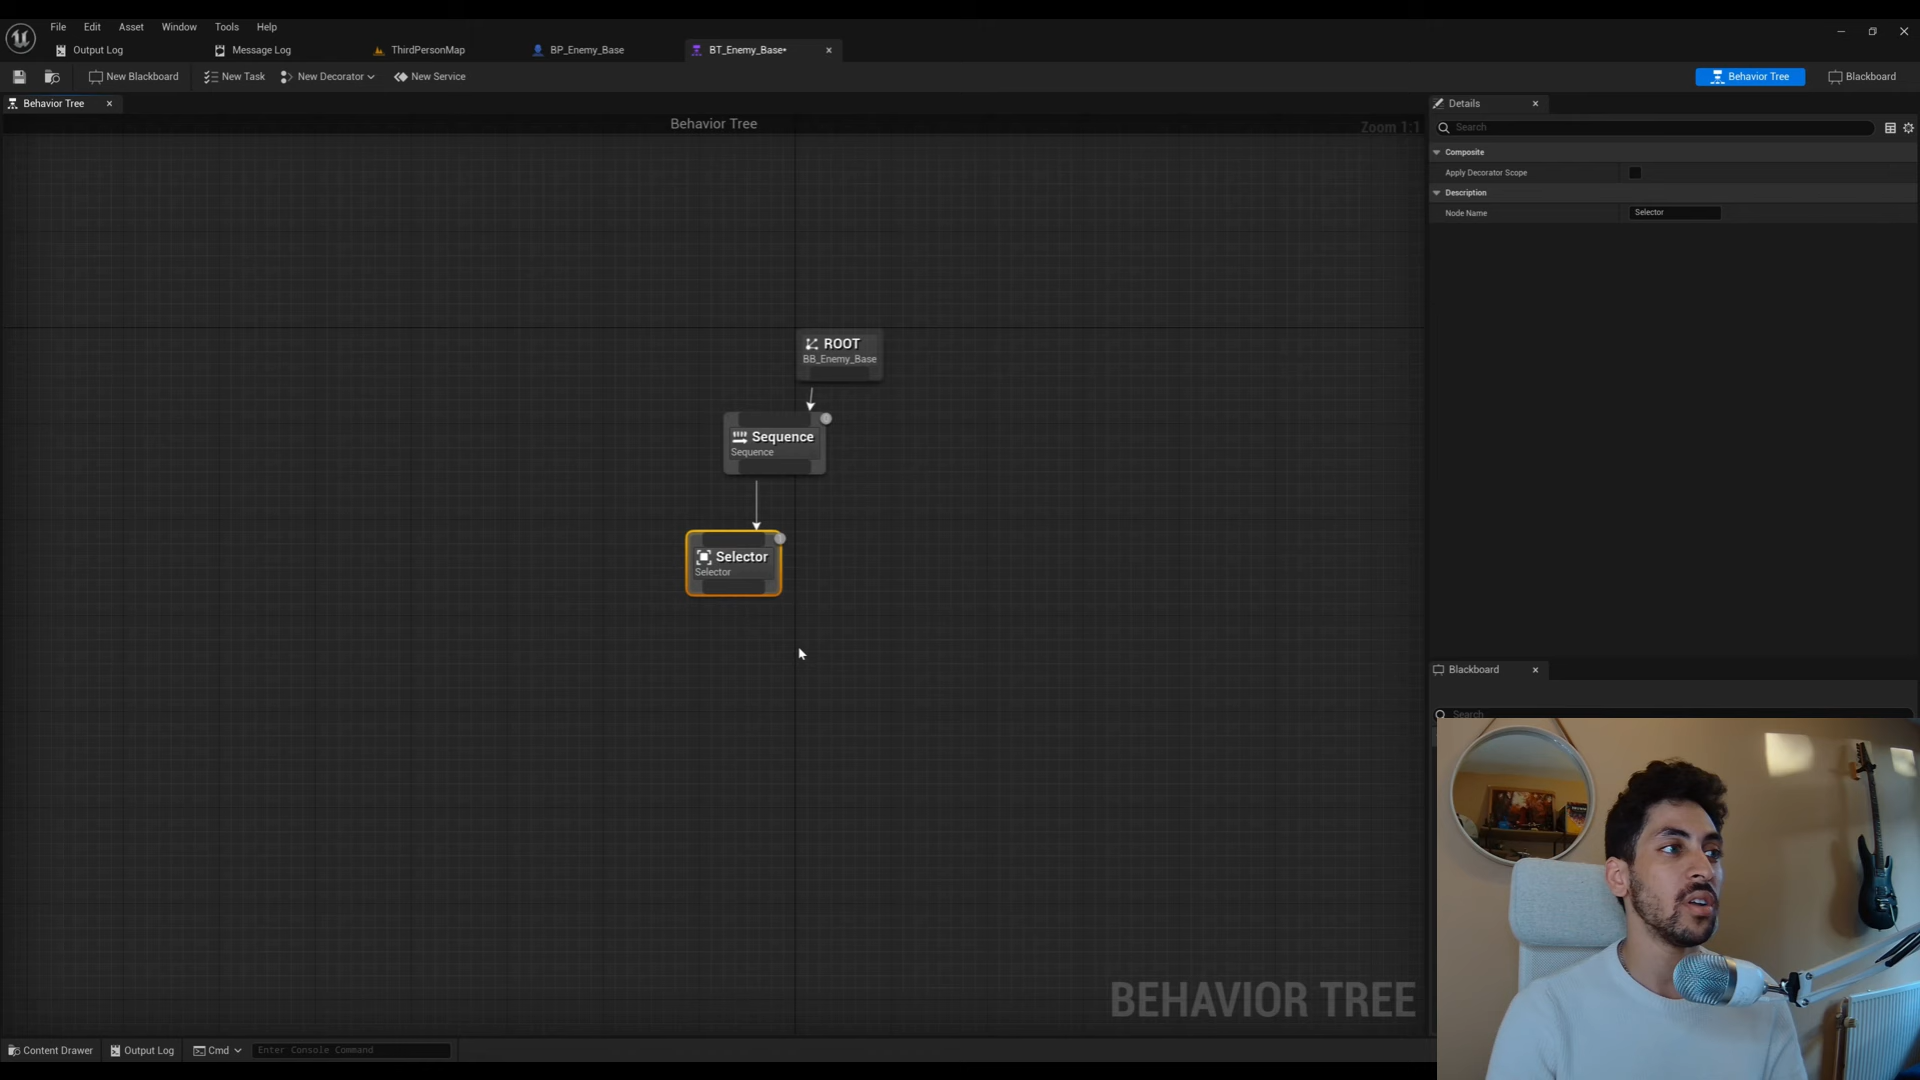 File Edit Asset Window Tools Help
Output Log Message Log ThirdPersonMap BP_Enemy_Base BT_Enemy_Base*
New Blackboard New Task New Decorator New Service Behavior Tree Blackboard
Behavior Tree
Behavior Tree
Zoom 1:1
ROOT
BB_Enemy_Base
Sequence
Sequence
Selector
Selector
BEHAVIOR TREE
Details
Search
Composite
Apply Decorator Scope
Description
Node Name Selector
Blackboard
Search
Content Drawer Output Log Cmd Enter Console Command